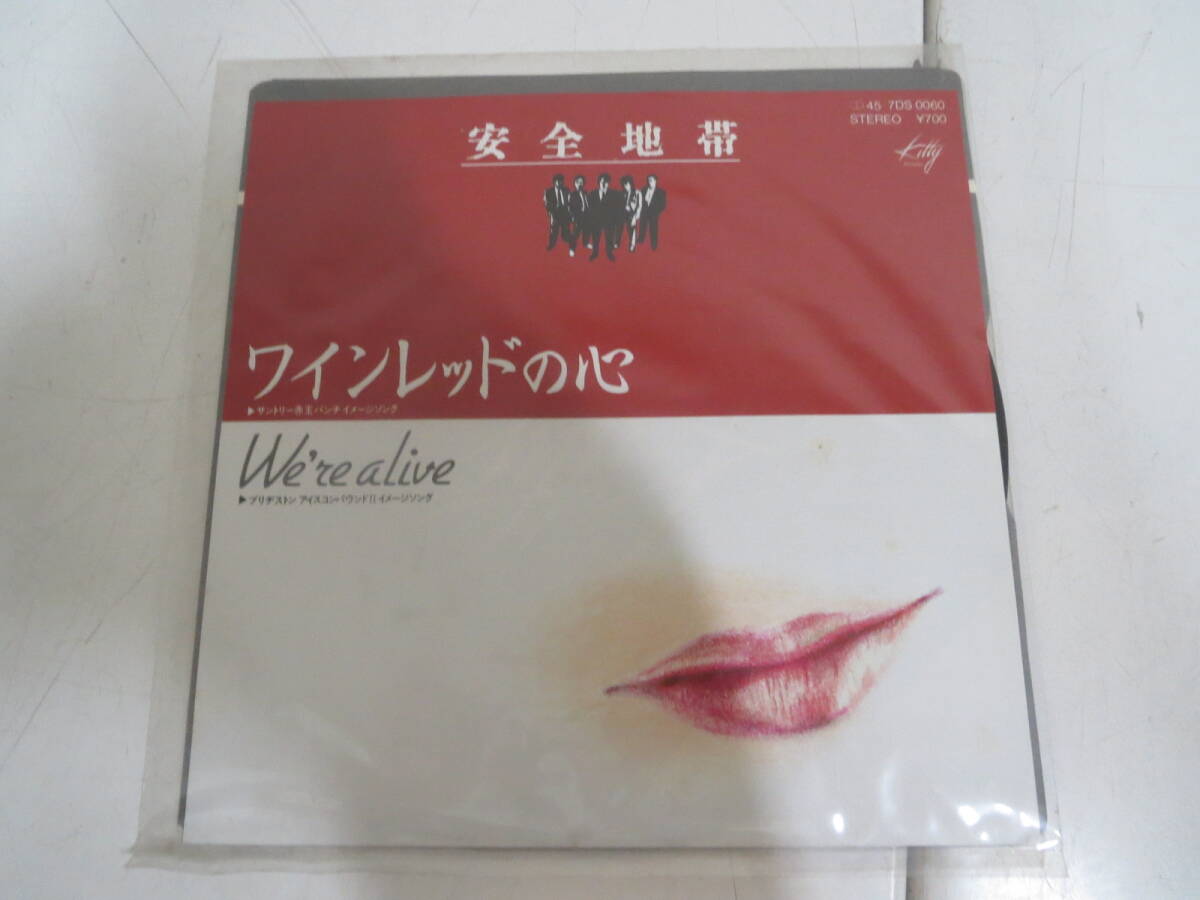 45 7DS 0060
STEREO ¥700
Kitty
安全地帯
ワインレッドの心
▶サントリー赤玉パンチ イメージソング
We're alive
▶ブリヂストン アイスコンパウンドII イメージソング